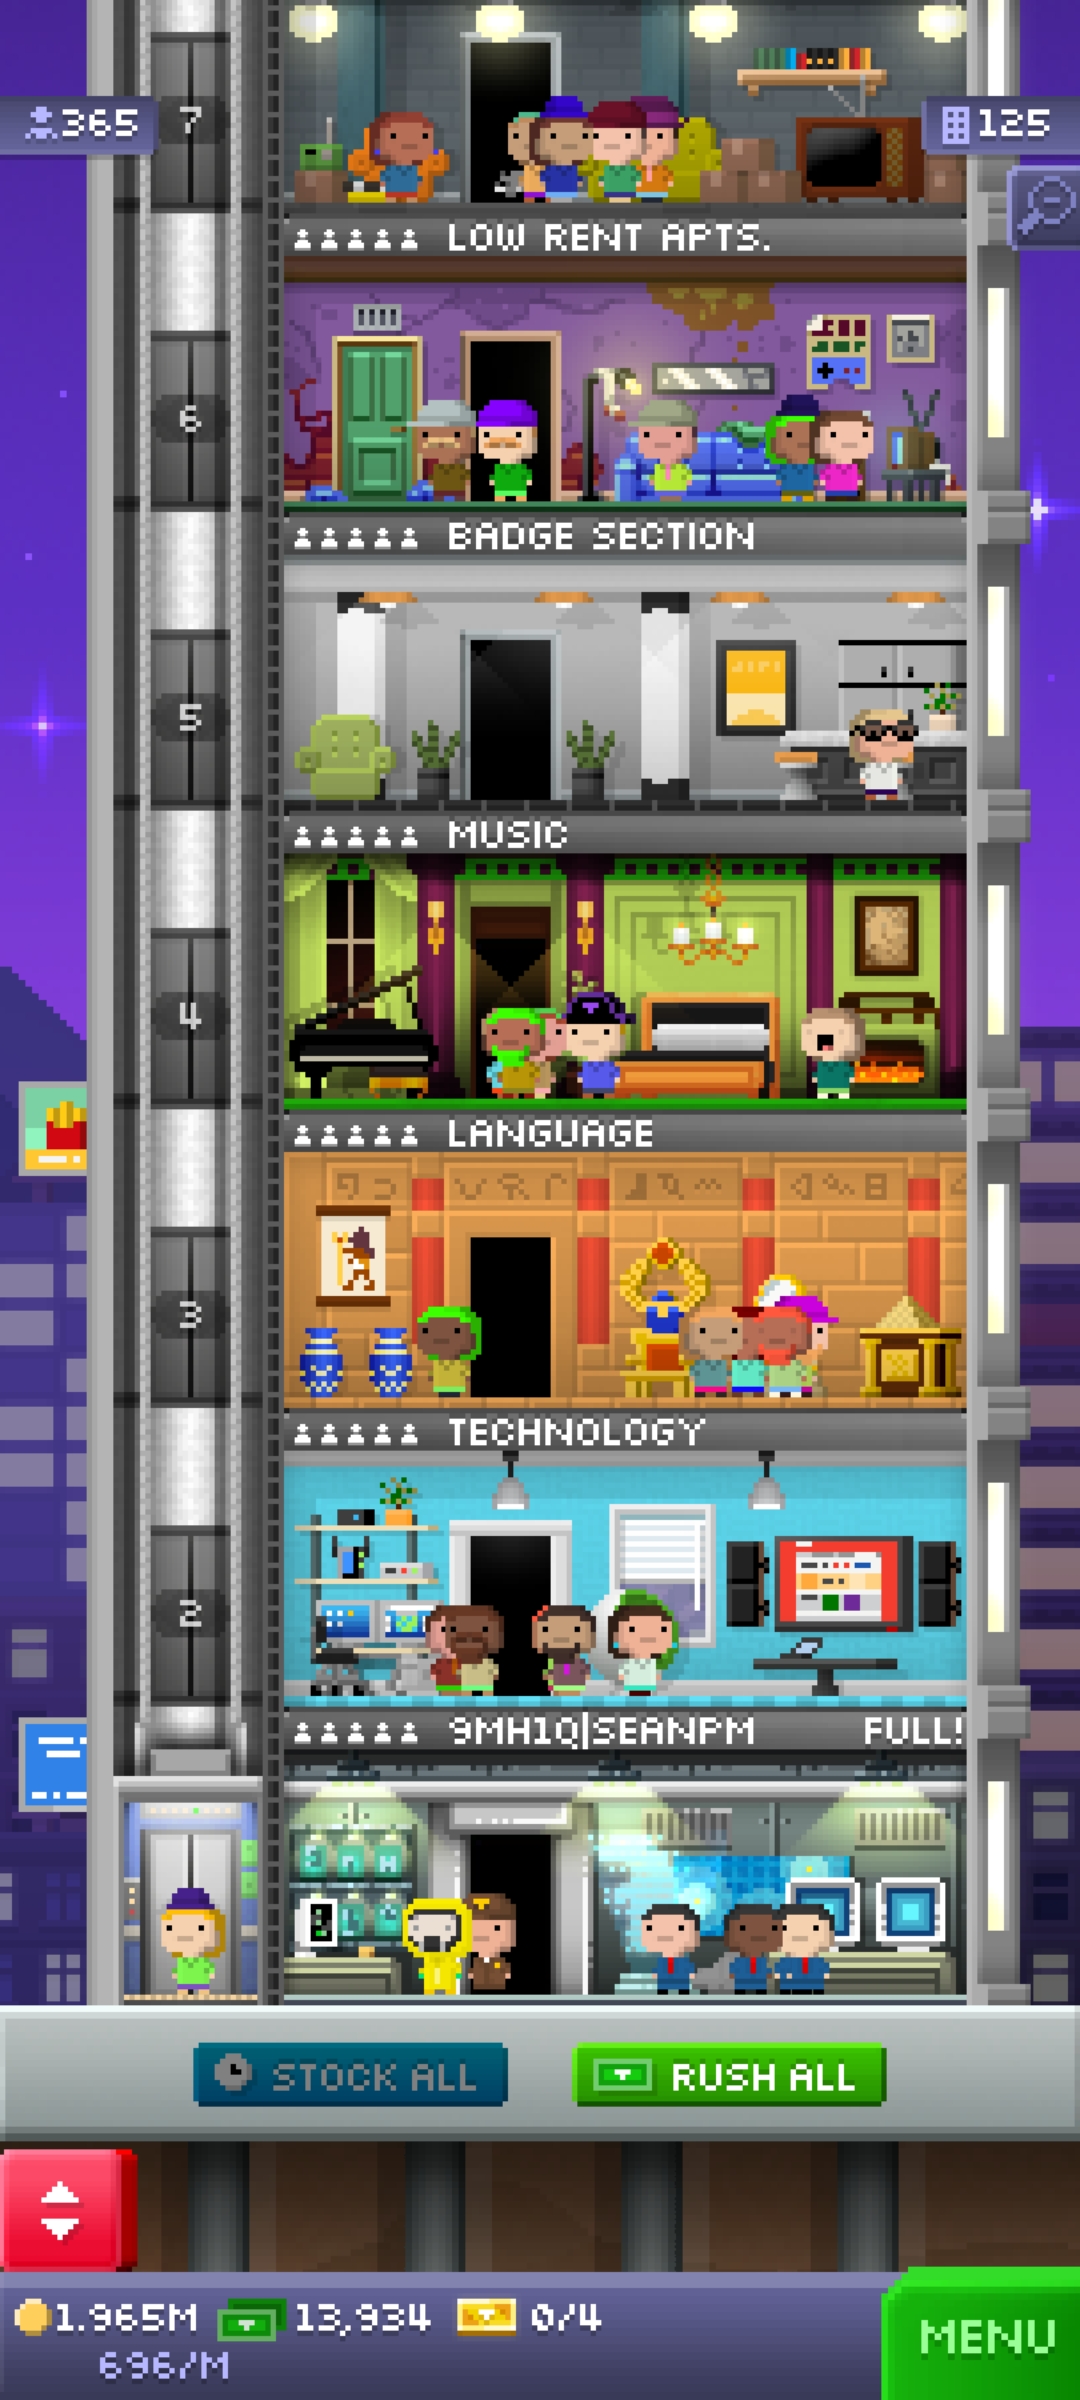 7
365
125
LOW RENT APTS.
6
BADGE SECTION
5
MUSIC
4
LANGUAGE
3
TECHNOLOGY
2
9MH1Q|SEANPM FULL!
STOCK ALL
RUSH ALL
1.965M 13,934 0/4
696/M
MENU